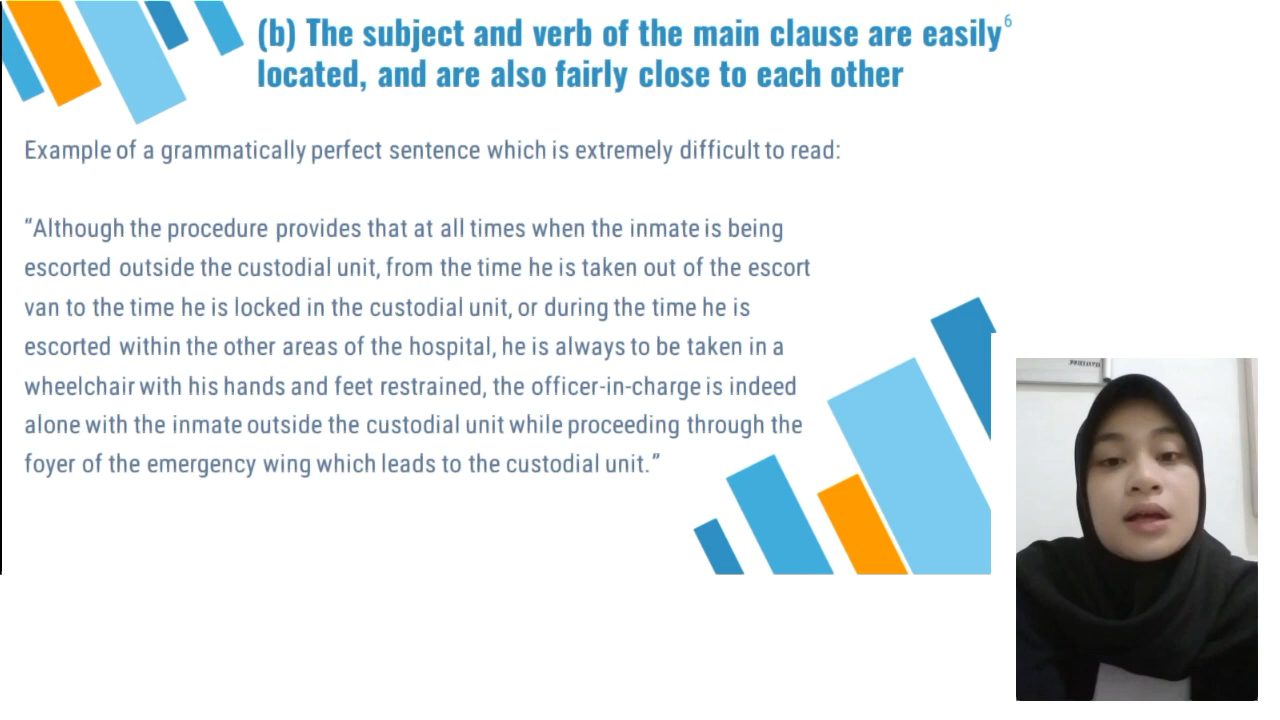 (b) The subject and verb of the main clause are easily
6
located, and are also fairly close to each other
Example of a grammatically perfect sentence which is extremely difficult to read:
“Although the procedure provides that at all times when the inmate is being
escorted outside the custodial unit, from the time he is taken out of the escort
van to the time he is locked in the custodial unit, or during the time he is
escorted within the other areas of the hospital, he is always to be taken in a
wheelchair with his hands and feet restrained, the officer-in-charge is indeed
alone with the inmate outside the custodial unit while proceeding through the
foyer of the emergency wing which leads to the custodial unit.”